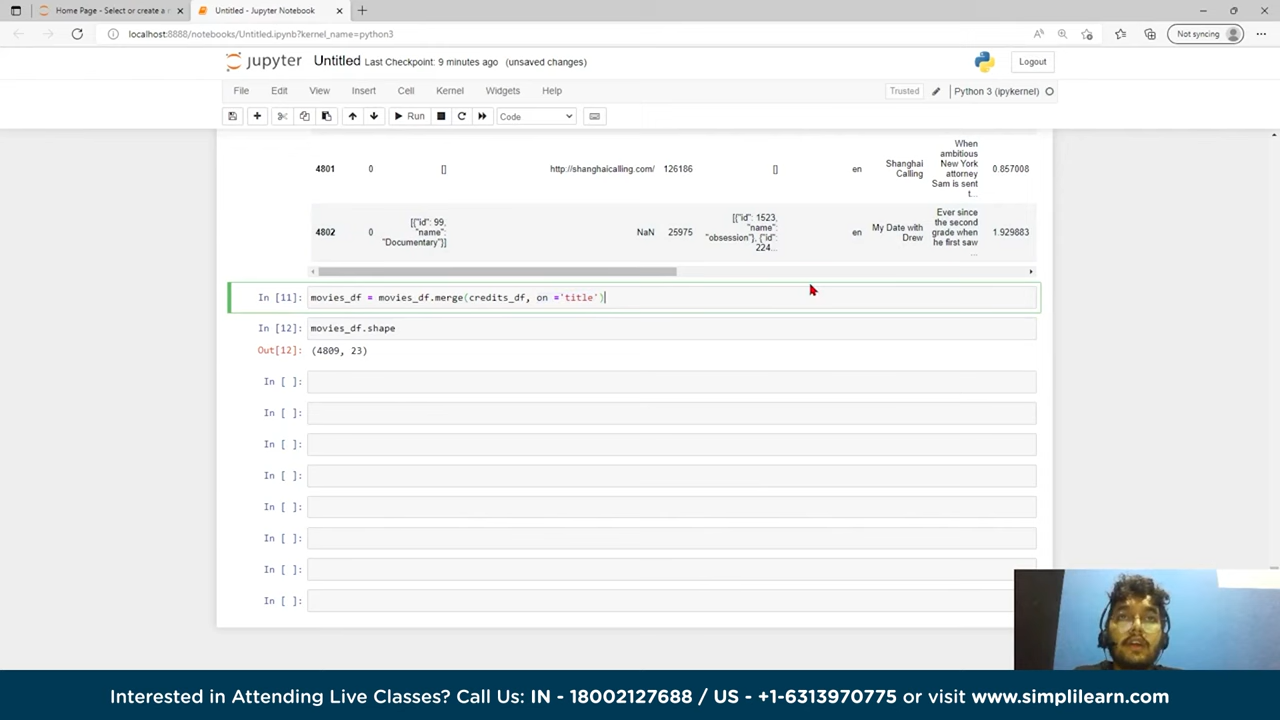 Home Page - Select or create a n
Untitled - Jupyter Notebook
localhost:8888/notebooks/Untitled.ipynb?kernel_name=python3
Not syncing
jupyter Untitled Last Checkpoint: 9 minutes ago (unsaved changes)
Logout
File Edit View Insert Cell Kernel Widgets Help
Trusted
Python 3 (ipykernel)
Run
Code
4801 0 [] http://shanghaicalling.com/ 126186 [] en Shanghai Calling When ambitious New York attorney Sam is sent t... 0.857008
4802 0 [{"id": 99, "name": "Documentary"}] NaN 25975 [{"id": 1523, "name": "obsession"}, {"id": 224... en My Date with Drew Ever since the second grade when he first saw ... 1.929883
In [11]: movies_df = movies_df.merge(credits_df, on ='title')
In [12]: movies_df.shape
Out[12]: (4809, 23)
In [ ]:
In [ ]:
In [ ]:
In [ ]:
In [ ]:
In [ ]:
In [ ]:
In [ ]:
Interested in Attending Live Classes? Call Us: IN - 18002127688 / US - +1-6313970775 or visit www.simplilearn.com